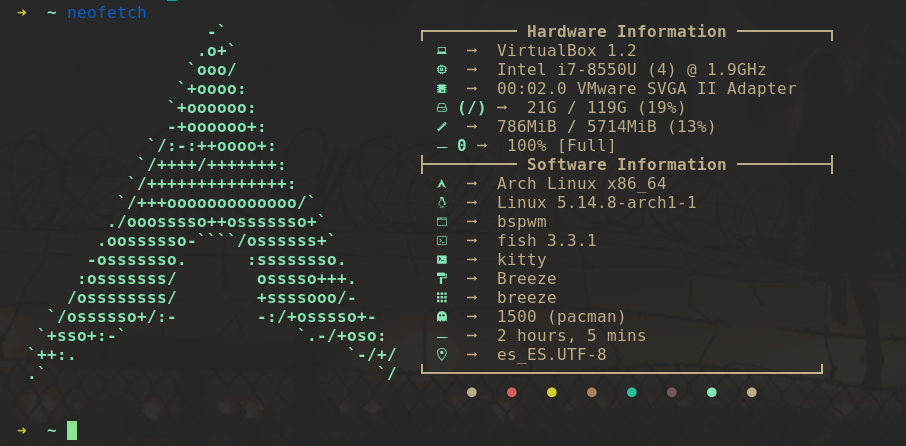 ➜ ~ neofetch
-`
.o+`
`ooo/
`+oooo:
`+oooooo:
-+oooooo+:
`/:-:++oooo+:
`/++++/+++++++:
`/++++++++++++++:
`/+++ooooooooooooo/`
./ooosssso++osssssso+`
.oossssso-````/ossssss+`
-osssssso. :ssssssso.
:osssssss/ osssso+++.
/ossssssss/ +ssssooo/-
`/ossssso+/:- -:/+osssso+-
`+sso+:-` `.-/+oso:
`++:. `-/+/
.` `/
Hardware Information
→ VirtualBox 1.2
→ Intel i7-8550U (4) @ 1.9GHz
→ 00:02.0 VMware SVGA II Adapter
(/) → 21G / 119G (19%)
→ 786MiB / 5714MiB (13%)
0 → 100% [Full]
Software Information
→ Arch Linux x86_64
→ Linux 5.14.8-arch1-1
→ bspwm
→ fish 3.3.1
→ kitty
→ Breeze
→ breeze
→ 1500 (pacman)
→ 2 hours, 5 mins
→ es_ES.UTF-8
➜ ~